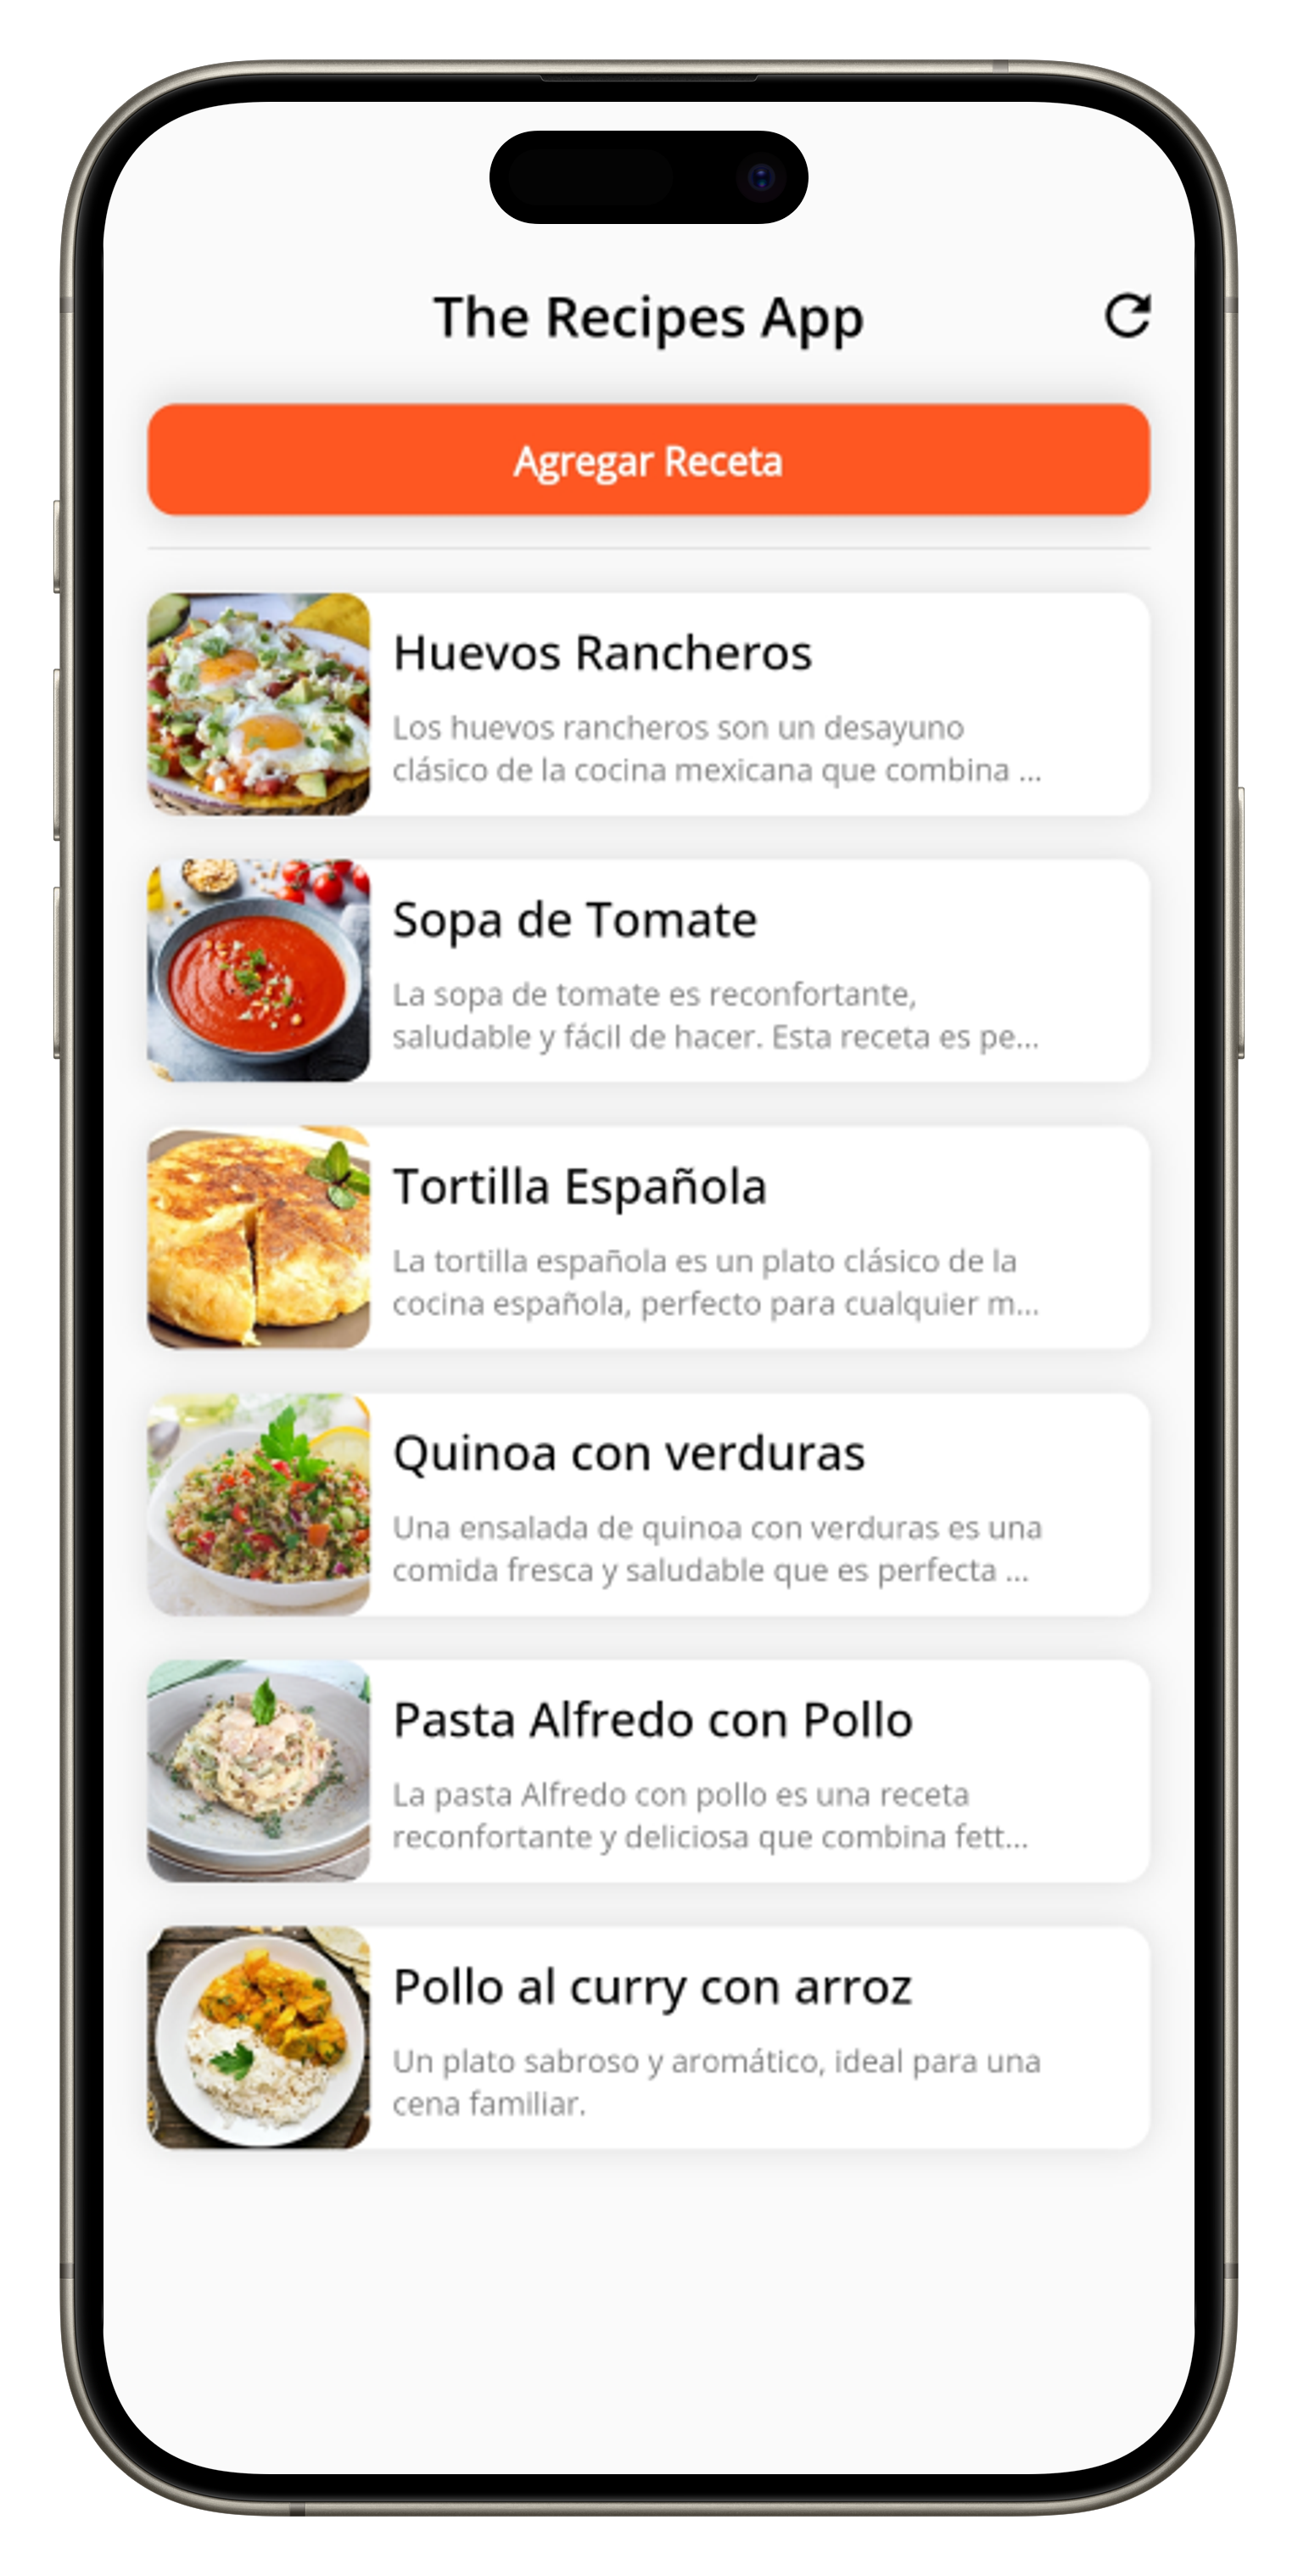 The Recipes App
Agregar Receta
Huevos Rancheros
Los huevos rancheros son un desayuno
clásico de la cocina mexicana que combina ...
Sopa de Tomate
La sopa de tomate es reconfortante,
saludable y fácil de hacer. Esta receta es pe...
Tortilla Española
La tortilla española es un plato clásico de la
cocina española, perfecto para cualquier m...
Quinoa con verduras
Una ensalada de quinoa con verduras es una
comida fresca y saludable que es perfecta ...
Pasta Alfredo con Pollo
La pasta Alfredo con pollo es una receta
reconfortante y deliciosa que combina fett...
Pollo al curry con arroz
Un plato sabroso y aromático, ideal para una
cena familiar.